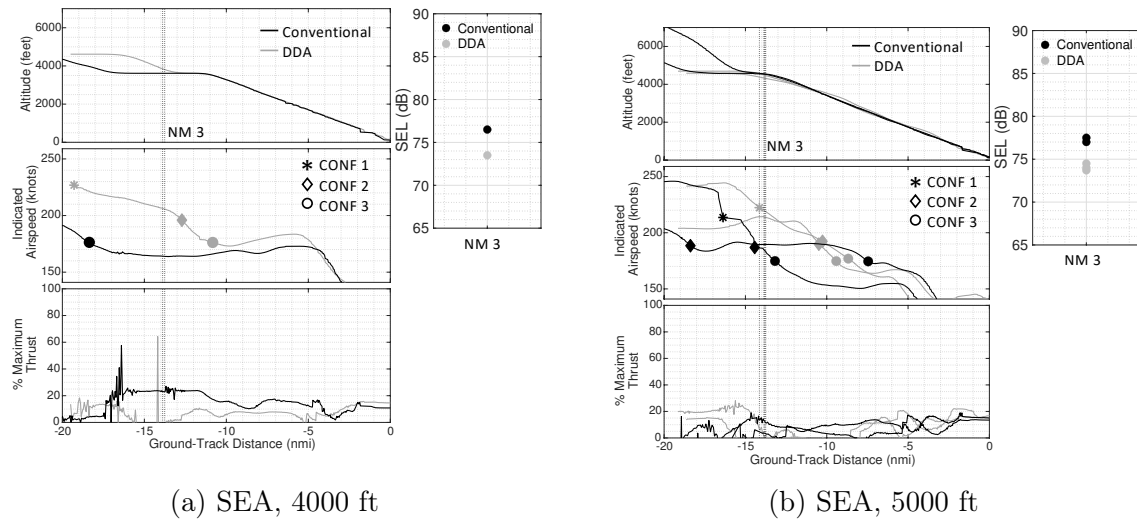 6000
4000
2000
0
Altitude (feet)
Conventional
DDA
NM 3
250
200
150
Indicated
Airspeed (knots)
CONF 1
CONF 2
CONF 3
100
80
60
40
20
0
% Maximum
Thrust
-20
-15
-10
-5
0
Ground-Track Distance (nmi)
90
85
80
75
70
65
SEL (dB)
Conventional
DDA
NM 3
(a) SEA, 4000 ft
6000
4000
2000
0
Altitude (feet)
Conventional
DDA
NM 3
250
200
150
Indicated
Airspeed (knots)
CONF 1
CONF 2
CONF 3
100
80
60
40
20
0
% Maximum
Thrust
-20
-15
-10
-5
0
Ground-Track Distance (nmi)
90
85
80
75
70
65
SEL (dB)
Conventional
DDA
NM 3
(b) SEA, 5000 ft